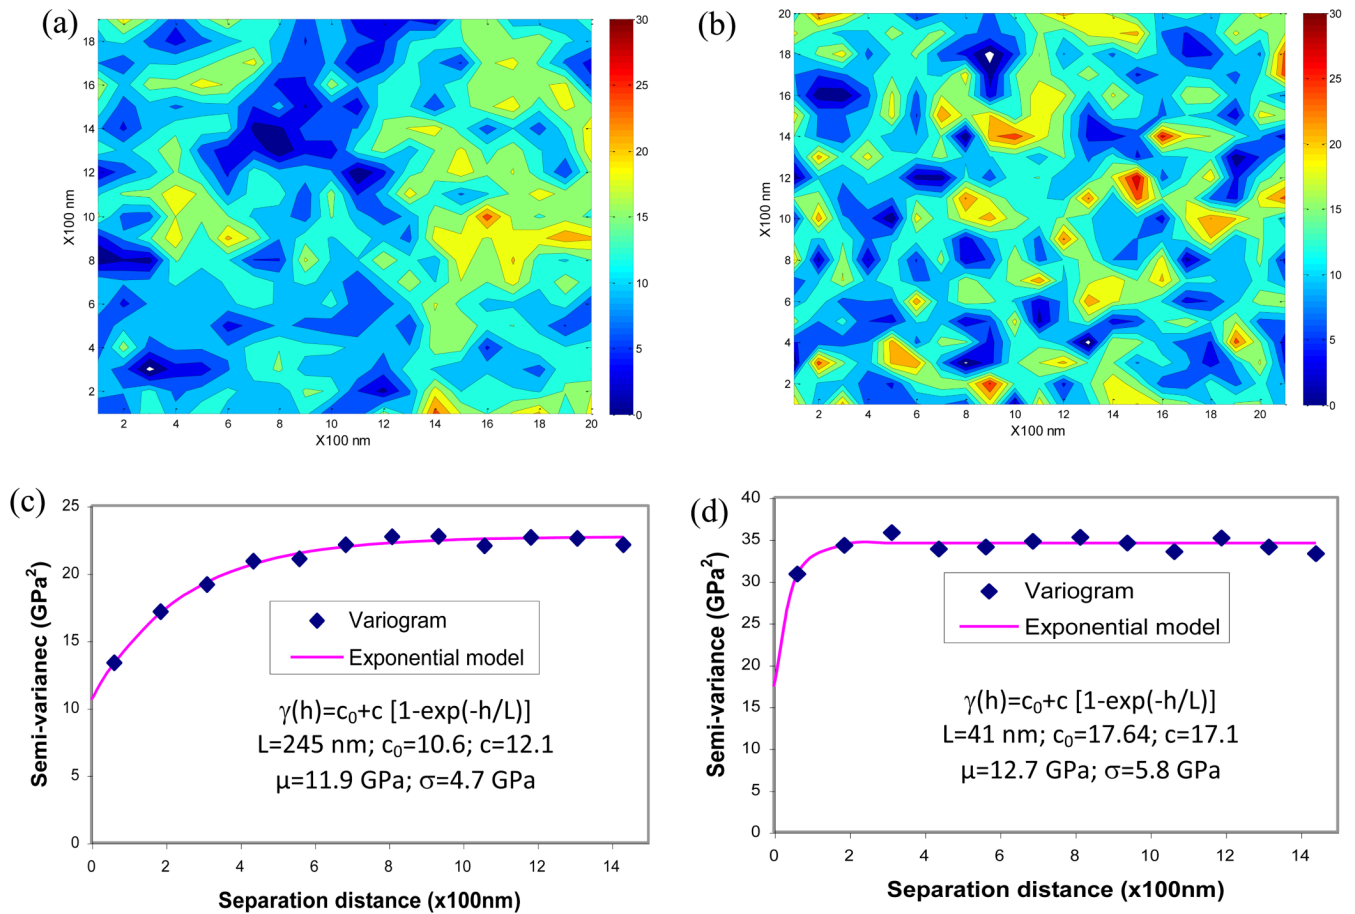 (a)
18
16
14
12
10
8
6
4
2
X100 nm
2 4 6 8 10 12 14 16 18 20
X100 nm
30
25
20
15
10
5
0
(b)
20
18
16
14
12
10
8
6
4
2
X100 nm
2 4 6 8 10 12 14 16 18 20
X100 nm
30
25
20
15
10
5
0
(c)
25
20
15
10
5
0
Semi-varianec (GPa²)
Variogram
Exponential model
γ(h)=c₀+c [1-exp(-h/L)]
L=245 nm; c₀=10.6; c=12.1
μ=11.9 GPa; σ=4.7 GPa
0 2 4 6 8 10 12 14
Separation distance (x100nm)
(d)
40
35
30
25
20
15
10
5
0
Semi-variance (GPa²)
Variogram
Exponential model
γ(h)=c₀+c [1-exp(-h/L)]
L=41 nm; c₀=17.64; c=17.1
μ=12.7 GPa; σ=5.8 GPa
0 2 4 6 8 10 12 14
Separation distance (x100nm)